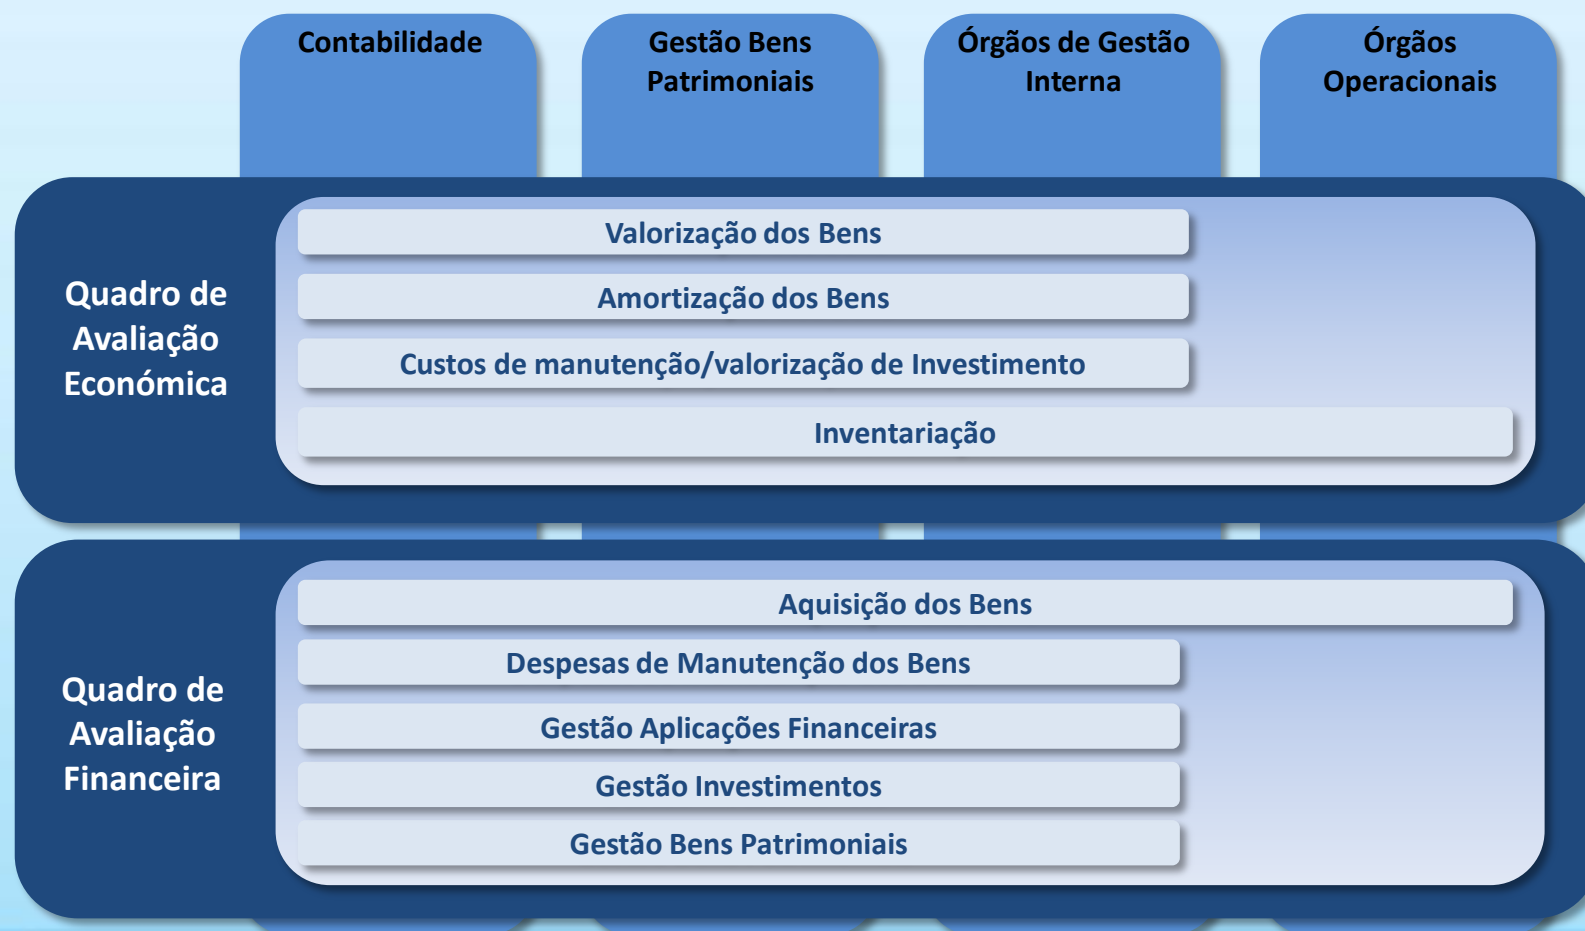 Contabilidade
Gestão Bens
Patrimoniais
Órgãos de Gestão
Interna
Órgãos
Operacionais
Quadro de
Avaliação
Económica
Valorização dos Bens
Amortização dos Bens
Custos de manutenção/valorização de Investimento
Inventariação
Quadro de
Avaliação
Financeira
Aquisição dos Bens
Despesas de Manutenção dos Bens
Gestão Aplicações Financeiras
Gestão Investimentos
Gestão Bens Patrimoniais